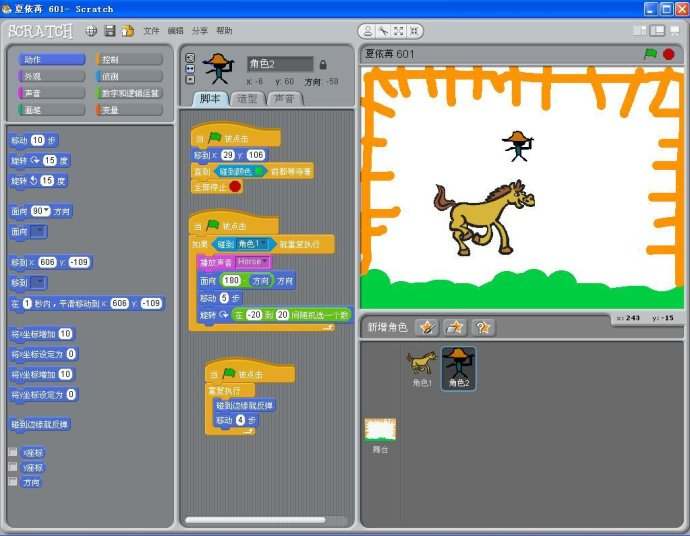 夏依再 601- Scratch
SCRATCH 文件 编辑 分享 帮助
动作 控制
外观 侦测
声音 数字和逻辑运算
画笔 变量
移动 10 步
旋转 15 度
旋转 15 度
面向 90 方向
面向
移到 x: 606 y: -109
移到
在 1 秒内，平滑移动到 x: 606 y: -109
将x坐标增加 10
将x坐标设定为 0
将y坐标增加 10
将y坐标设定为 0
碰到边缘就反弹
x座标
y座标
方向
角色2
x: -6 y: 60 方向: -58
脚本 造型 声音
当 被点击
移到 x: 29 y: 106
直到 碰到颜色 前都等待着
全部停止
当 被点击
如果 碰到 角色1 就重复执行
播放声音 Horse
面向 180 - 方向 方向
移动 5 步
旋转 在 -20 到 20 间随机选一个数
当 被点击
重复执行
碰到边缘就反弹
移动 4 步
夏依再 601
x: 243 y: -15
新增角色
角色1 角色2
舞台